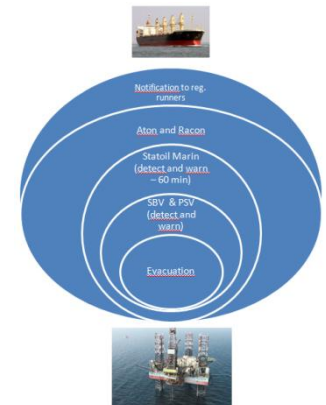 Notification to reg.
runners
Aton and Racon
Statoil Marin
(detect and warn
– 60 min)
SBV & PSV
(detect and
warn)
Evacuation